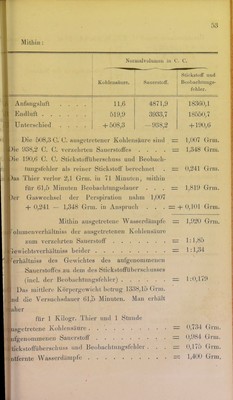 53
Mithin:
Normalvolumen in C. C.
Kohlensäure. Sauerstoff. Stickstoff und Beobachtungs-fehler.
Anfangsluft . . . . 11,6 4871,9 18360,1
Endluft . . . . . 519,9 3933,7 18550,7
Unterschied . . . . + 508,3 —938,2 +190,6
Die 508,3 C. C. ausgetretener Kohlensäure sind = 1,007 Grm.
Die 938,2 C. C. verzehrten Sauerstoffes . . . . = 1,348 Grm.
Die 190,6 C. C. Stickstoffüberschuss und Beobach-
tungsfehler als reiner Stickstoff berechnet . = 0,241 Grm.
Das Thier verlor 2,1 Grm. in 71 Minuten, mithin
für 61,5 Minuten Beobachtungsdauer . . . = 1,819 Grm.
Der Gaswechsel der Perspiration nahm 1,007
+ 0,241 — 1,348 Grm. in Anspruch . . . = + 0,101 Grm.
Mithin ausgetretene Wasserdämpfe 1,920 Grm.
Volumenverhältniss der ausgetretenen Kohlensäure
zum verzehrten Sauerstoff . . . . . = 1:1,85
Gewichtsverhältniss beider . . . . . . . = 1:1,34
Verhältniss des Gewichtes des aufgenommenen
Sauerstoffes zu dem des Stickstoffüberschusses
(incl. der Beobachtungsfehler) . . . . . = 1:0,179
Das mittlere Körpergewicht betrug 1338,15 Grm.
und die Versuchsdauer 61,5 Minuten. Man erhält
daher
für 1 Kilogr. Thier und 1 Stunde
ausgetretene Kohlensäure . . . . . . . = 0,734 Grm.
aufgenommenen Sauerstoff . . . . . . . = 0,984 Grm.
Stickstoffüberschuss und Beobachtungsfehler . . = 0,175 Grm.
entfernte Wasserdämpfe . . . . . . . . = 1,400 Grm.